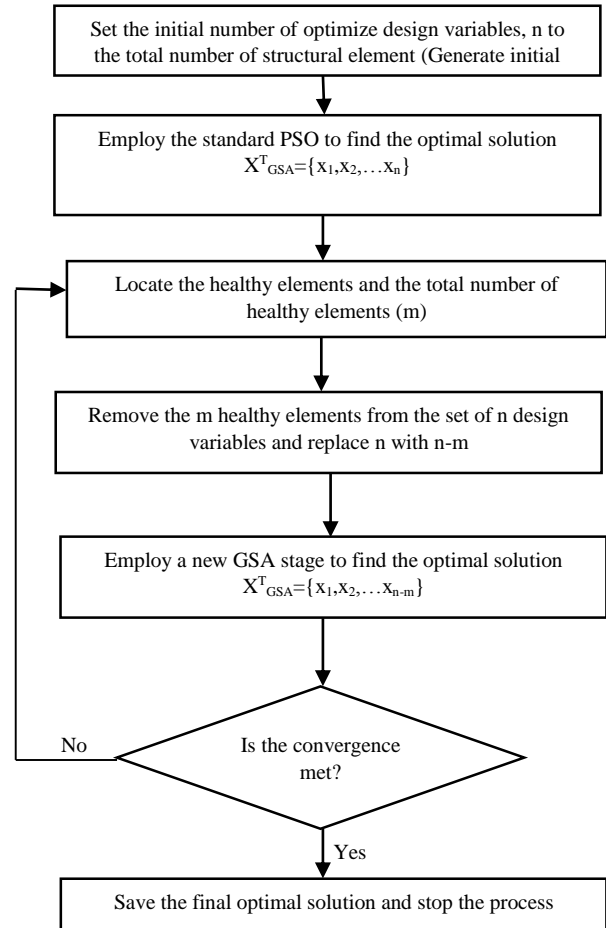 Set the initial number of optimize design variables, n to
the total number of structural element (Generate initial
Employ the standard PSO to find the optimal solution
XᵀGSA={x₁,x₂,…xₙ}
Locate the healthy elements and the total number of
healthy elements (m)
Remove the m healthy elements from the set of n design
variables and replace n with n-m
Employ a new GSA stage to find the optimal solution
XᵀGSA={x₁,x₂,…xₙ₋ₘ}
Is the convergence
met?
No
Yes
Save the final optimal solution and stop the process